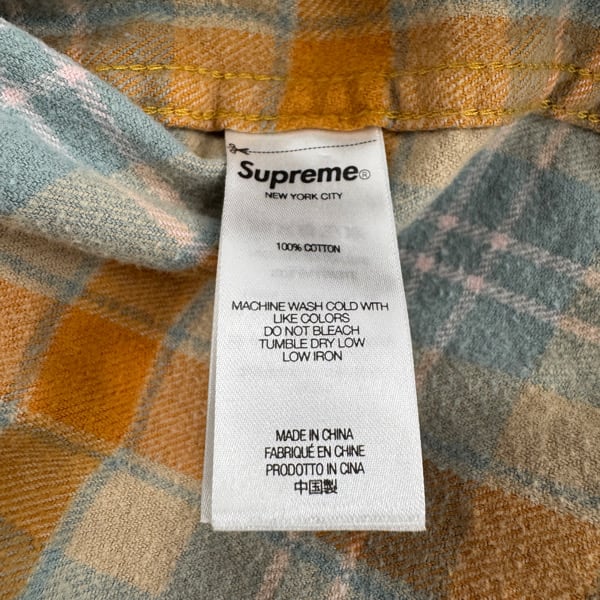 Supreme®
NEW YORK CITY
100% COTTON
MACHINE WASH COLD WITH
LIKE COLORS
DO NOT BLEACH
TUMBLE DRY LOW
LOW IRON
MADE IN CHINA
FABRIQUÉ EN CHINE
PRODOTTO IN CINA
中国製